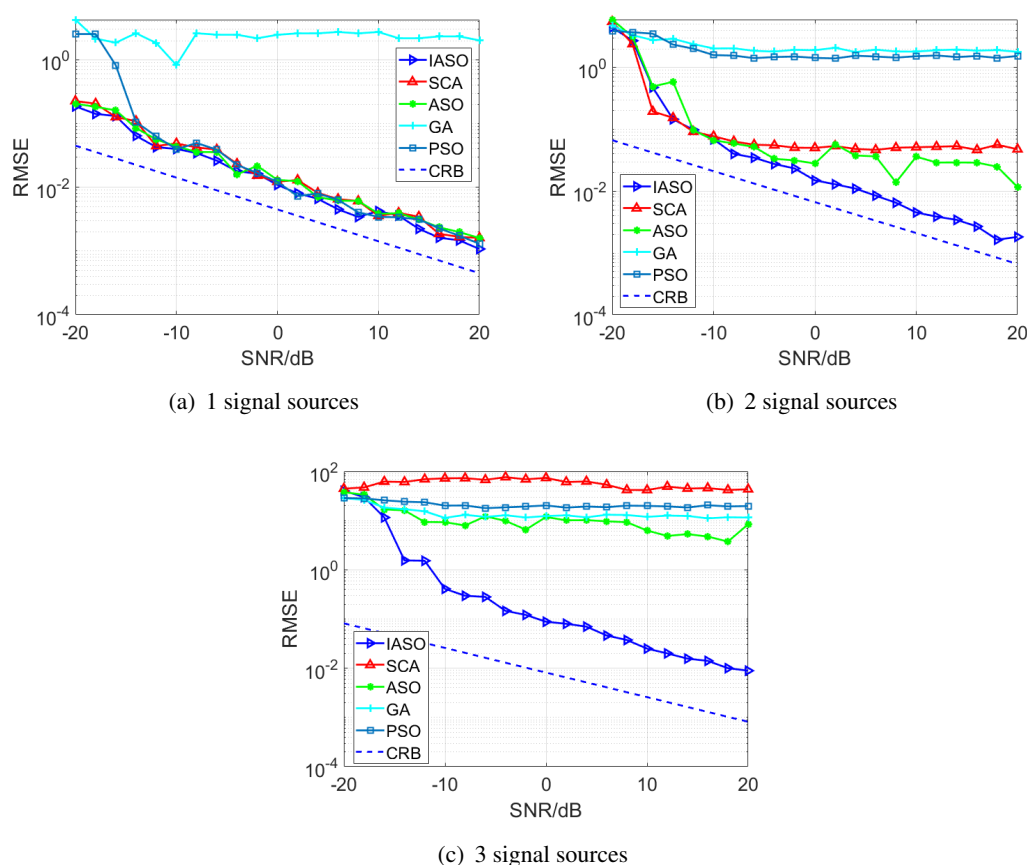 10^0
10^-2
10^-4
RMSE
-20 -10 0 10 20
SNR/dB
IASO
SCA
ASO
GA
PSO
CRB
(a) 1 signal sources
10^0
10^-2
10^-4
RMSE
-20 -10 0 10 20
SNR/dB
IASO
SCA
ASO
GA
PSO
CRB
(b) 2 signal sources
10^2
10^0
10^-2
10^-4
RMSE
-20 -10 0 10 20
SNR/dB
IASO
SCA
ASO
GA
PSO
CRB
(c) 3 signal sources